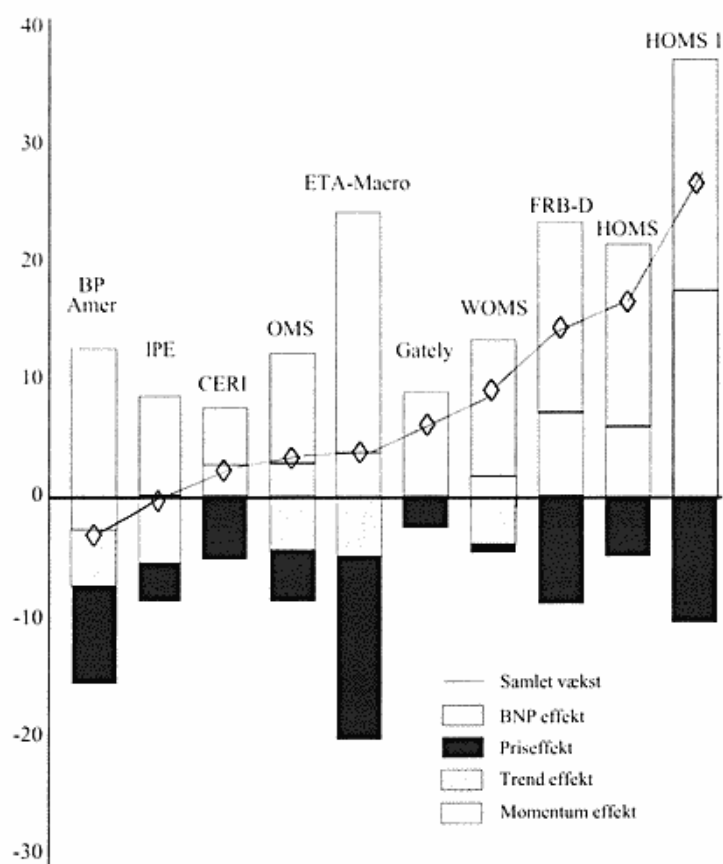 40
30
20
10
0
-10
-20
-30
BP
Amer
IPE
CERI
OMS
ETA-Macro
Gately
WOMS
FRB-D
HOMS
HOMS 1
Samlet vækst
BNP effekt
Priseffekt
Trend effekt
Momentum effekt